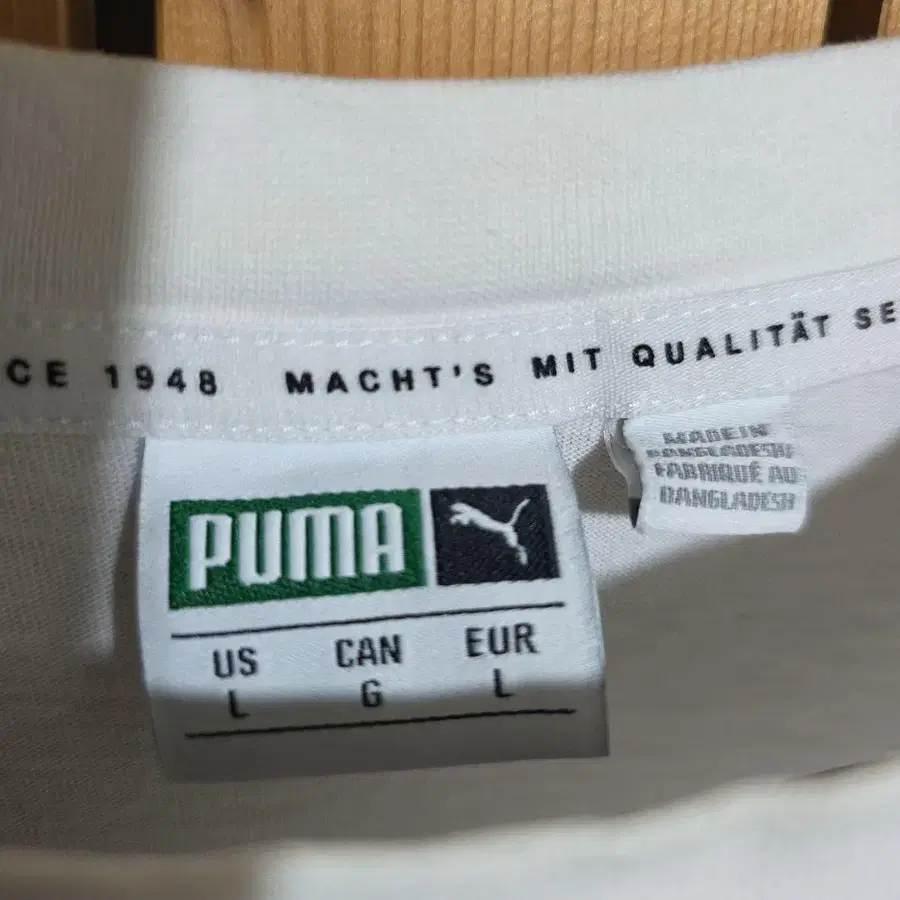 CE 1948 MACHT'S MIT QUALITÄT SE
PUMA
US CAN EUR
L G L
MADE IN
BANGLADESH
FABRIQUÉ AU
BANGLADESH